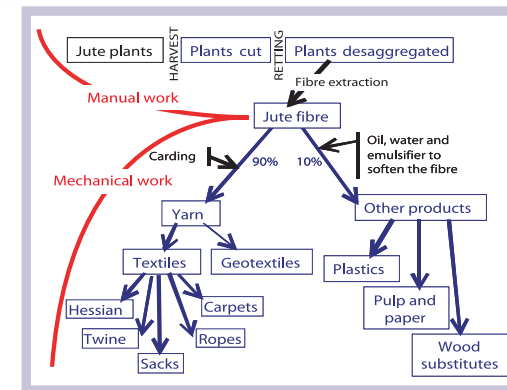 Jute plants
HARVEST
Plants cut
RETTING
Plants desaggregated
Fibre extraction
Manual work
Jute fibre
Carding
90%
10%
Oil, water and
emulsifier to
soften the fibre
Mechanical work
Yarn
Other products
Textiles
Geotextiles
Plastics
Hessian
Carpets
Pulp and
paper
Twine
Ropes
Sacks
Wood
substitutes